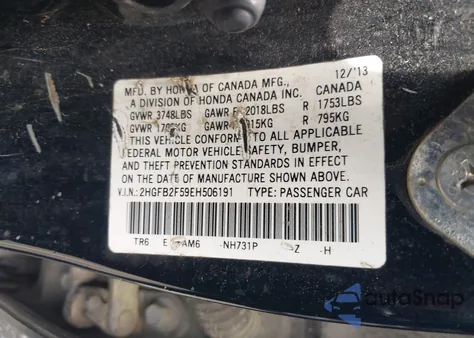 MFD. BY HONDA OF CANADA MFG., 12/13
A DIVISION OF HONDA CANADA INC. CANADA
GVWR 3748LBS GAWR F 2018LBS R 1753LBS
GVWR GAWR R 795KG
THIS VEHICLE CONFORMS TO ALL APPLICABLE
FEDERAL MOTOR VEHICLE SAFETY, BUMPER,
AND THEFT PREVENTION STANDARDS IN EFFECT
ON THE DATE OF MANUFACTURE SHOWN ABOVE.
V.I.N.: 2HGFB2F59EH506191 TYPE: PASSENGER CAR
TR6 E AM6 -NH731P -Z -H
AutoSnap